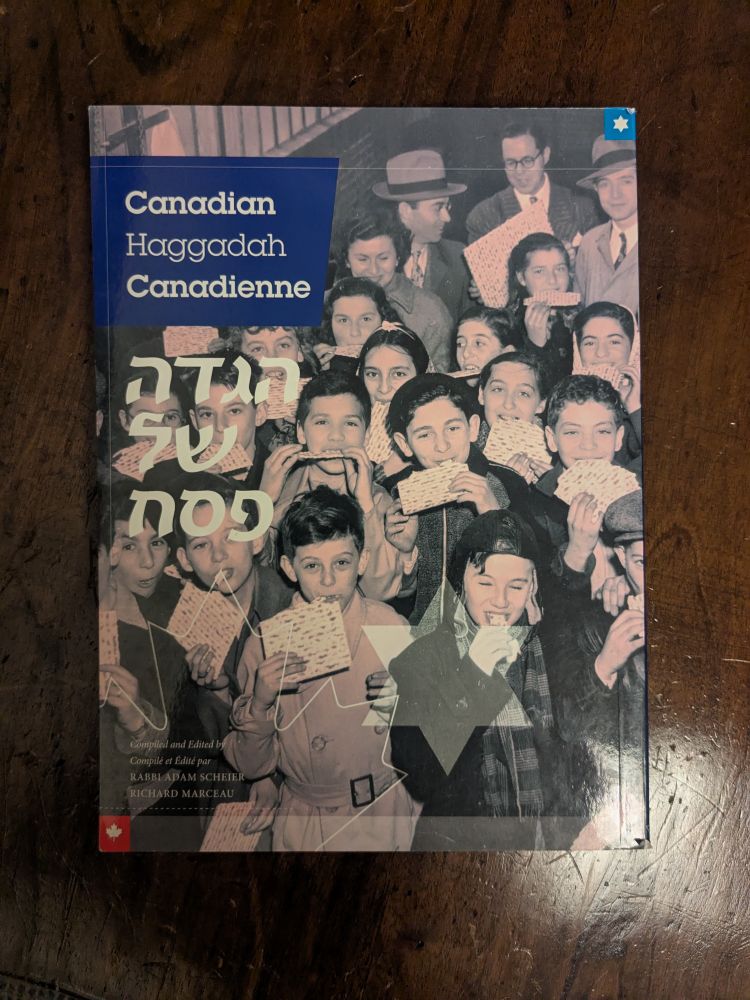 Canadian
Haggadah
Canadienne
הגדה
של
פסח
Compiled and Edited by
Compilé et Édité par
RABBI ADAM SCHEIER
RICHARD MARCEAU